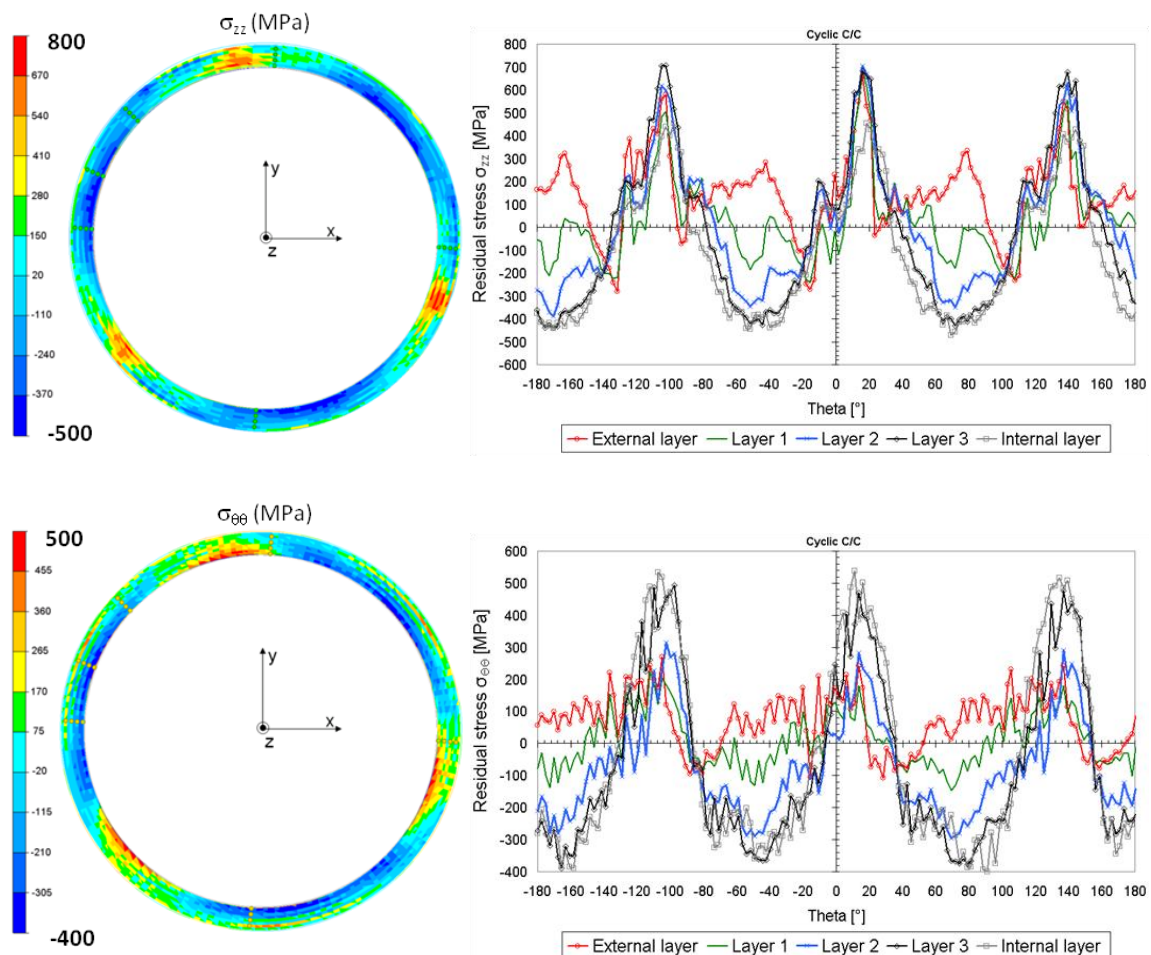 σzz (MPa)
800
670
540
410
280
150
20
-110
-240
-370
-500
y
x
z
Cyclic C/C
Residual stress σzz [MPa]
800
700
600
500
400
300
200
100
0
-100
-200
-300
-400
-500
-600
-180 -160 -140 -120 -100 -80 -60 -40 -20 0 20 40 60 80 100 120 140 160 180
Theta [°]
External layer Layer 1 Layer 2 Layer 3 Internal layer
σθθ (MPa)
500
455
360
265
170
75
-20
-115
-210
-305
-400
y
x
z
Cyclic C/C
Residual stress σθθ [MPa]
600
500
400
300
200
100
0
-100
-200
-300
-400
-180 -160 -140 -120 -100 -80 -60 -40 -20 0 20 40 60 80 100 120 140 160 180
Theta [°]
External layer Layer 1 Layer 2 Layer 3 Internal layer